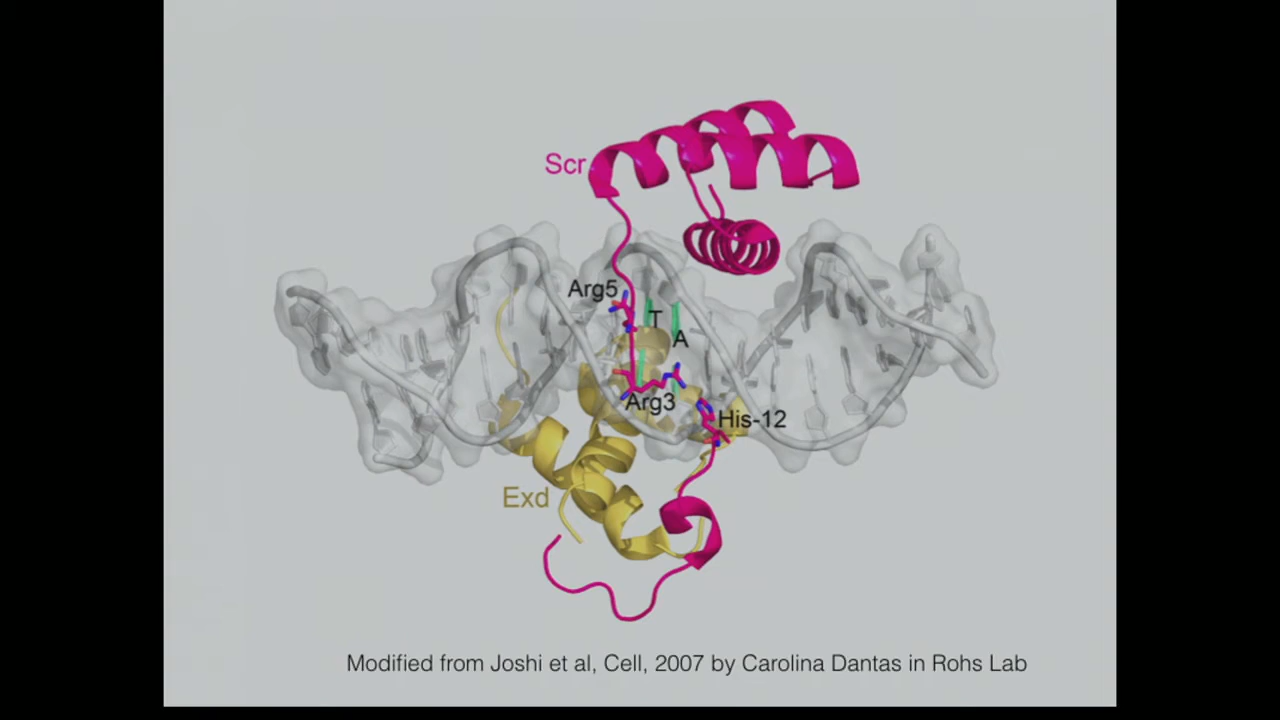 Scr
Arg5
T
A
Arg3
His-12
Exd
Modified from Joshi et al, Cell, 2007 by Carolina Dantas in Rohs Lab